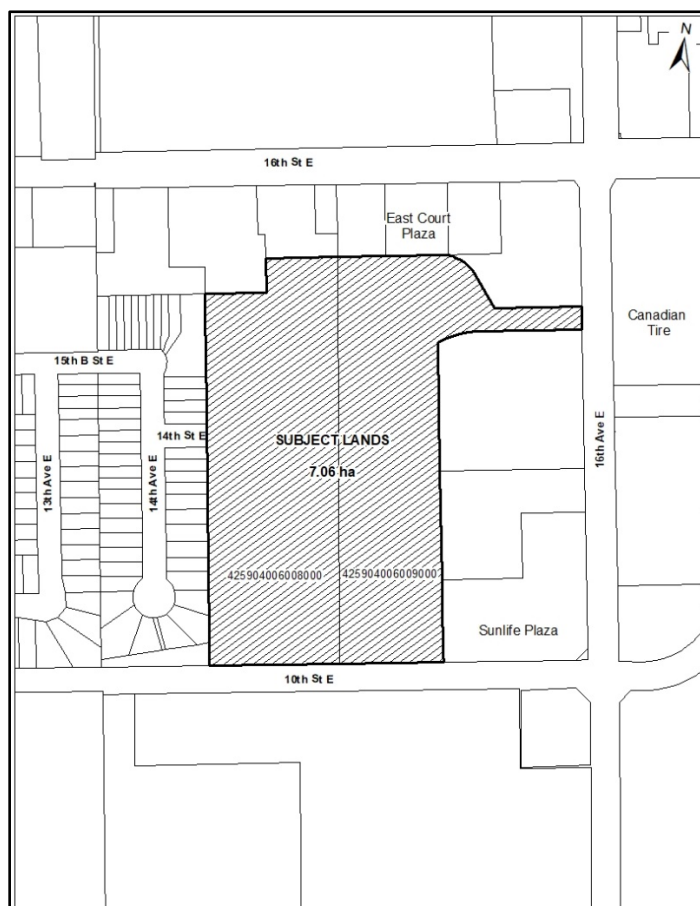 N
16th St E
East Court
Plaza
Canadian
Tire
15th B St E
14th St E
SUBJECT LANDS
7.06 ha
13th Ave E
14th Ave E
16th Ave E
425904006008000
425904006009000
Sunlife Plaza
10th St E